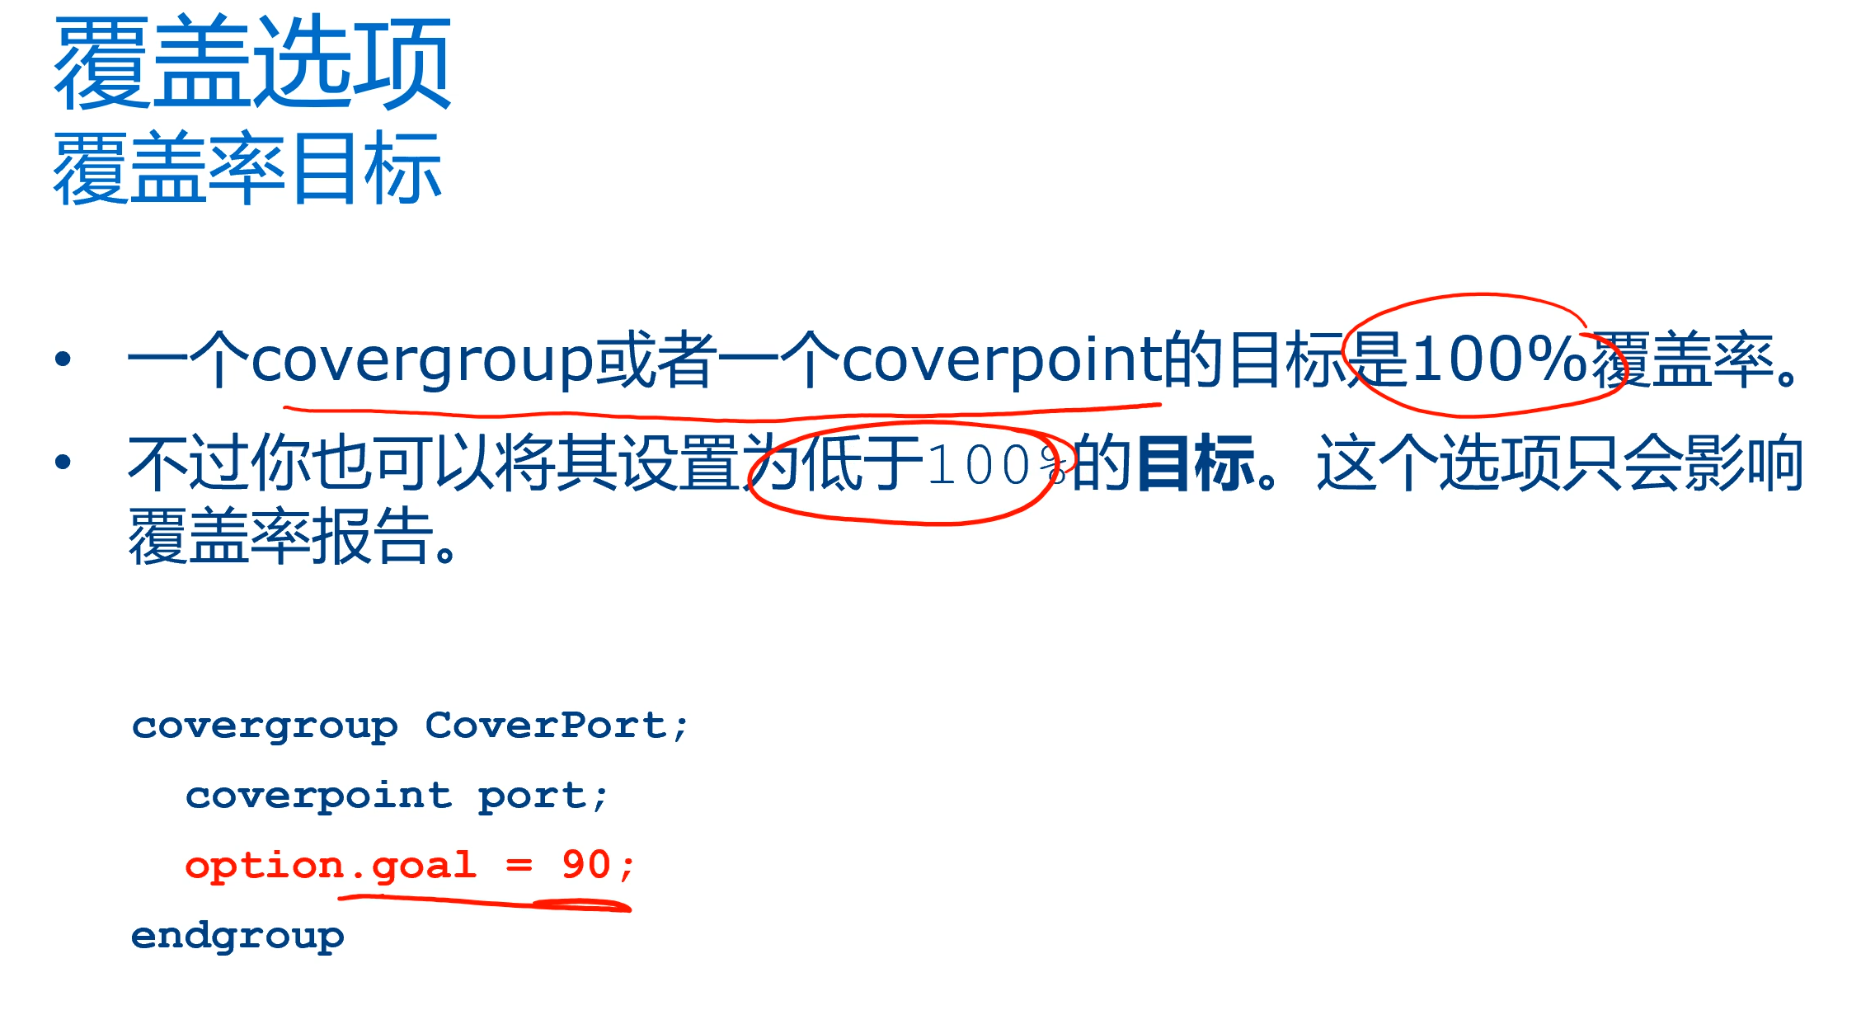 覆盖选项
覆盖率目标
• 一个covergroup或者一个coverpoint的目标是100%覆盖率。
• 不过你也可以将其设置为低于100%的目标。这个选项只会影响
覆盖率报告。
covergroup CoverPort;
coverpoint port;
option.goal = 90;
endgroup